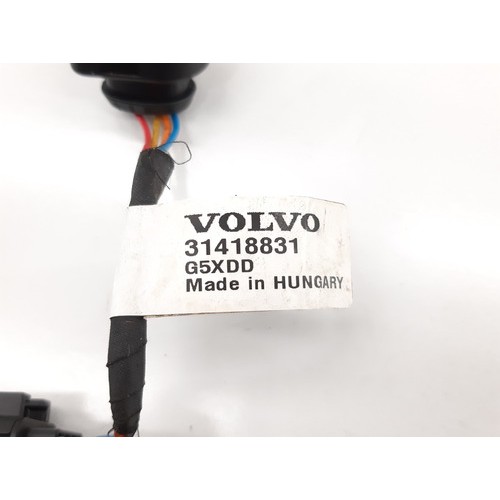 VOLVO
31418831
G5XDD
Made in HUNGARY